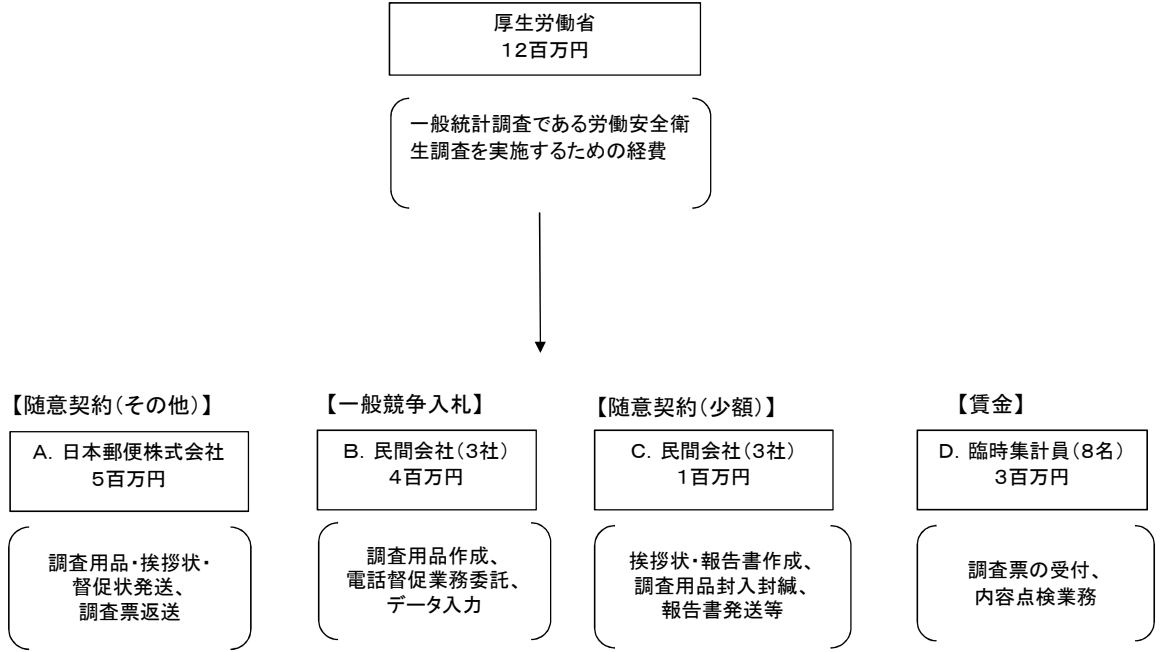 厚生労働省
12百万円
一般統計調査である労働安全衛
生調査を実施するための経費
【随意契約(その他)】
A. 日本郵便株式会社
5百万円
調査用品・挨拶状・
督促状発送、
調査票返送
【一般競争入札】
B. 民間会社(3社)
4百万円
調査用品作成、
電話督促業務委託、
データ入力
【随意契約(少額)】
C. 民間会社(3社)
1百万円
挨拶状・報告書作成、
調査用品封入封緘、
報告書発送等
【賃金】
D. 臨時集計員(8名)
3百万円
調査票の受付、
内容点検業務